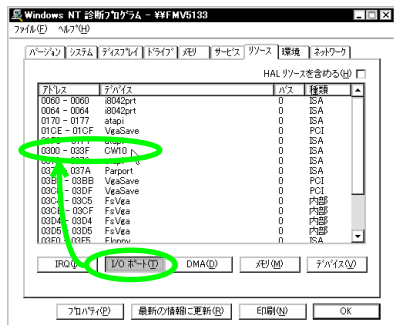 Windows NT 診断ﾌﾟﾛｸﾞﾗﾑ - ¥¥FMV5133
ﾌｧｲﾙ(F) ﾍﾙﾌﾟ(H)
ﾊﾞｰｼﾞｮﾝ システム ﾃﾞｨｽﾌﾟﾚｲ ﾄﾞﾗｲﾌﾞ ﾒﾓﾘ ｻｰﾋﾞｽ リソース 環境 ﾈｯﾄﾜｰｸ
HAL リソースを含める(H)
アドレス デバイス バス 種類
0060 - 0060 i8042prt 0 ISA
0064 - 0064 i8042prt 0 ISA
0170 - 0177 atapi 0 ISA
01CE - 01CF VgaSave 0 PCI
0 ISA
0300 - 033F CW10 0 ISA
0 ISA
037A Parport 0 ISA
03BB VgaSave 0 PCI
03DF VgaSave 0 PCI
03C5 FsVga 0 内部
03CF FsVga 0 内部
03D4 - 03D4 FsVga 0 内部
03D5 - 03D5 FsVga 0 内部
03F0 - 03F5 Floppy 0 ISA
IRQ(I) I/O ポート(T) DMA(D) ﾒﾓﾘ(M) ﾃﾞﾊﾞｲｽ(V)
ﾌﾟﾛﾊﾟﾃｨ(P) 最新の情報に更新(R) 印刷(N) OK